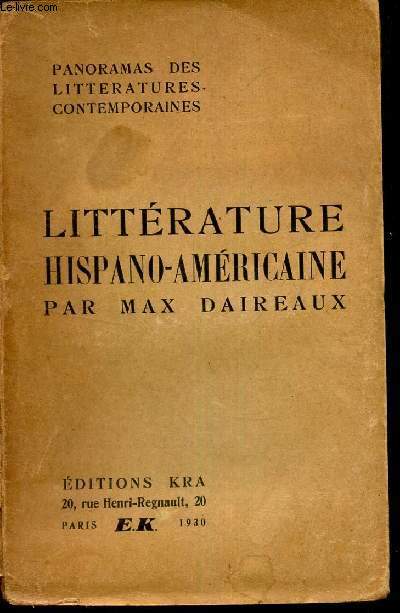 Le-livre.com
PANORAMAS DES
LITTERATURES-
CONTEMPORAINES
LITTÉRATURE
HISPANO-AMÉRICAINE
PAR MAX DAIREAUX
ÉDITIONS KRA
20, rue Henri-Regnault, 20
PARIS E.K. 1930